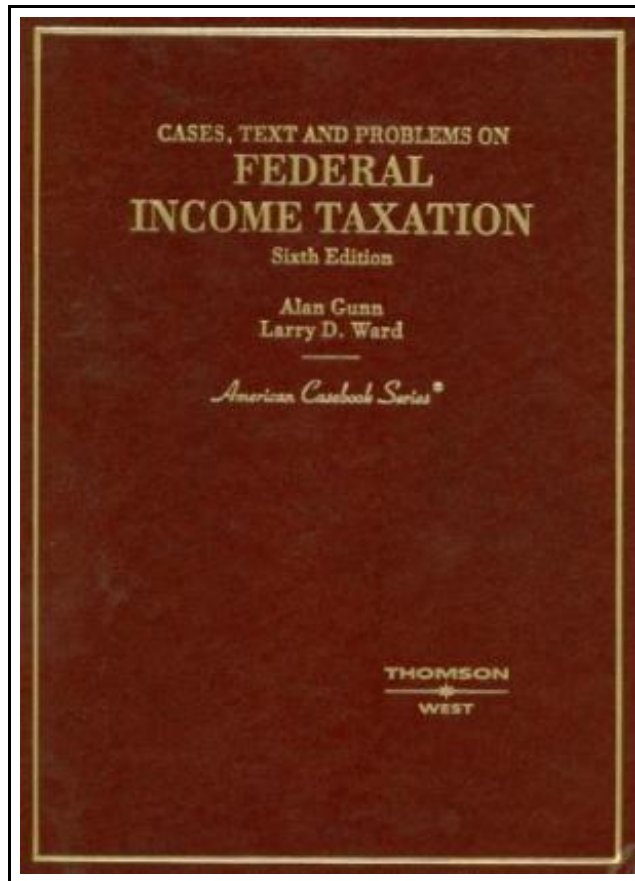 CASES, TEXT AND PROBLEMS ON
FEDERAL
INCOME TAXATION
Sixth Edition
Alan Gunn
Larry D. Ward
American Casebook Series®
THOMSON
WEST